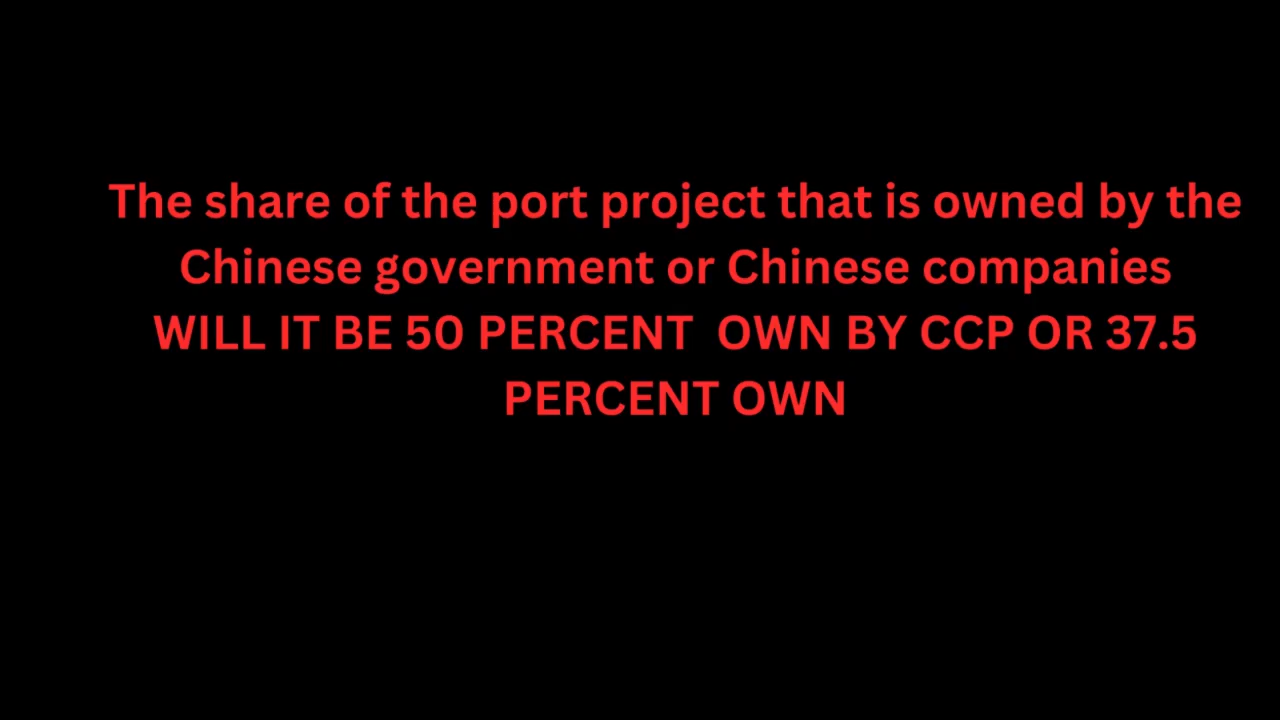 The share of the port project that is owned by the
Chinese government or Chinese companies
WILL IT BE 50 PERCENT  OWN BY CCP OR 37.5
PERCENT OWN